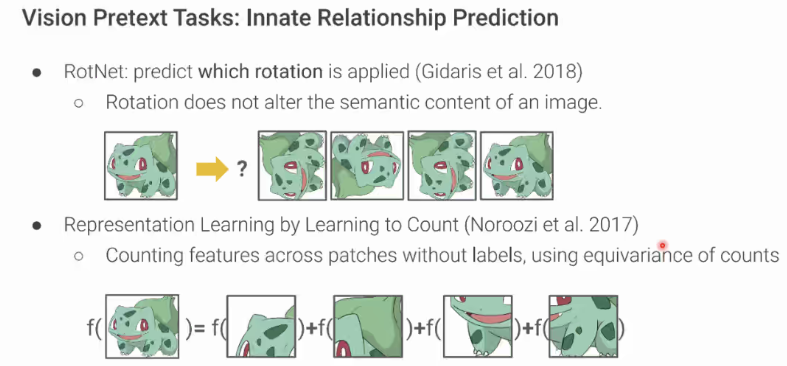 Vision Pretext Tasks: Innate Relationship Prediction
● RotNet: predict which rotation is applied (Gidaris et al. 2018)
○ Rotation does not alter the semantic content of an image.
?
● Representation Learning by Learning to Count (Noroozi et al. 2017)
○ Counting features across patches without labels, using equivariance of counts
f( )= f( )+f( )+f( )+f( )